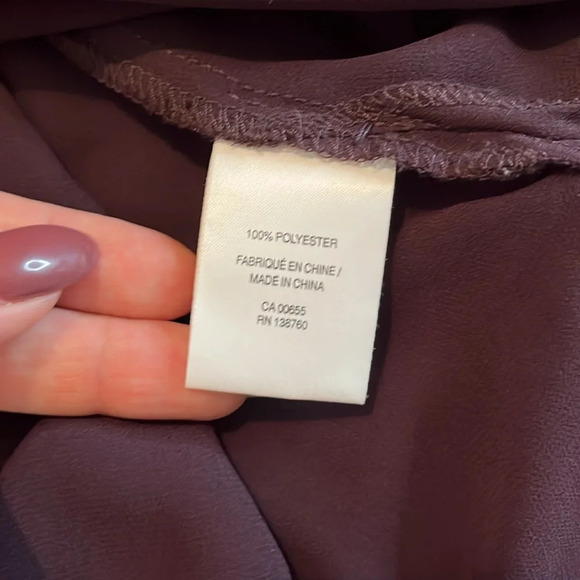 100% POLYESTER
FABRIQUÉ EN CHINE /
MADE IN CHINA
CA 00655
RN 138760